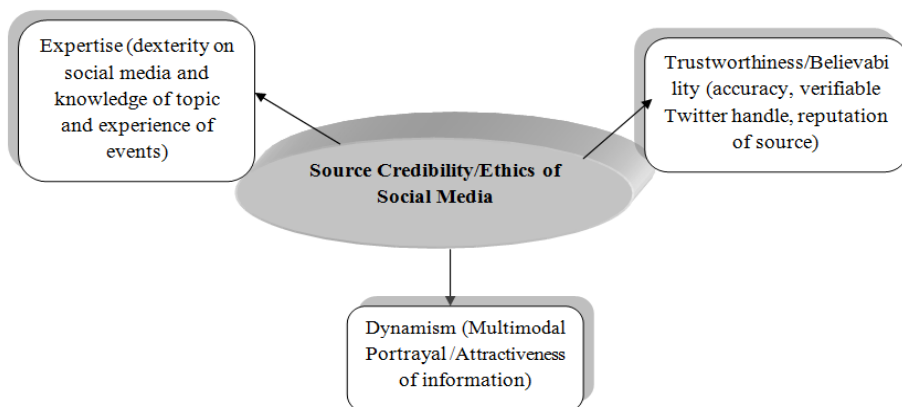 Expertise (dexterity on
social media and
knowledge of topic
and experience of
events)
Trustworthiness/Believabi
lity (accuracy, verifiable
Twitter handle, reputation
of source)
Source Credibility/Ethics of
Social Media
Dynamism (Multimodal
Portrayal /Attractiveness
of information)